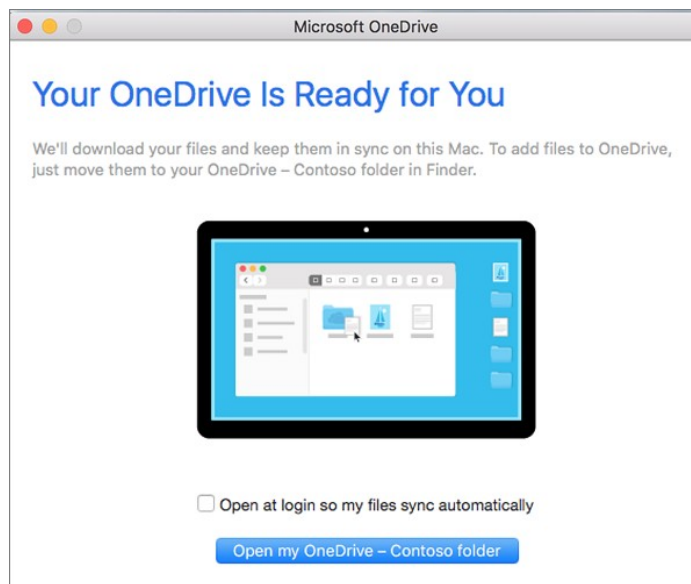 Microsoft OneDrive
Your OneDrive Is Ready for You
We'll download your files and keep them in sync on this Mac. To add files to OneDrive,
just move them to your OneDrive – Contoso folder in Finder.
Open at login so my files sync automatically
Open my OneDrive – Contoso folder